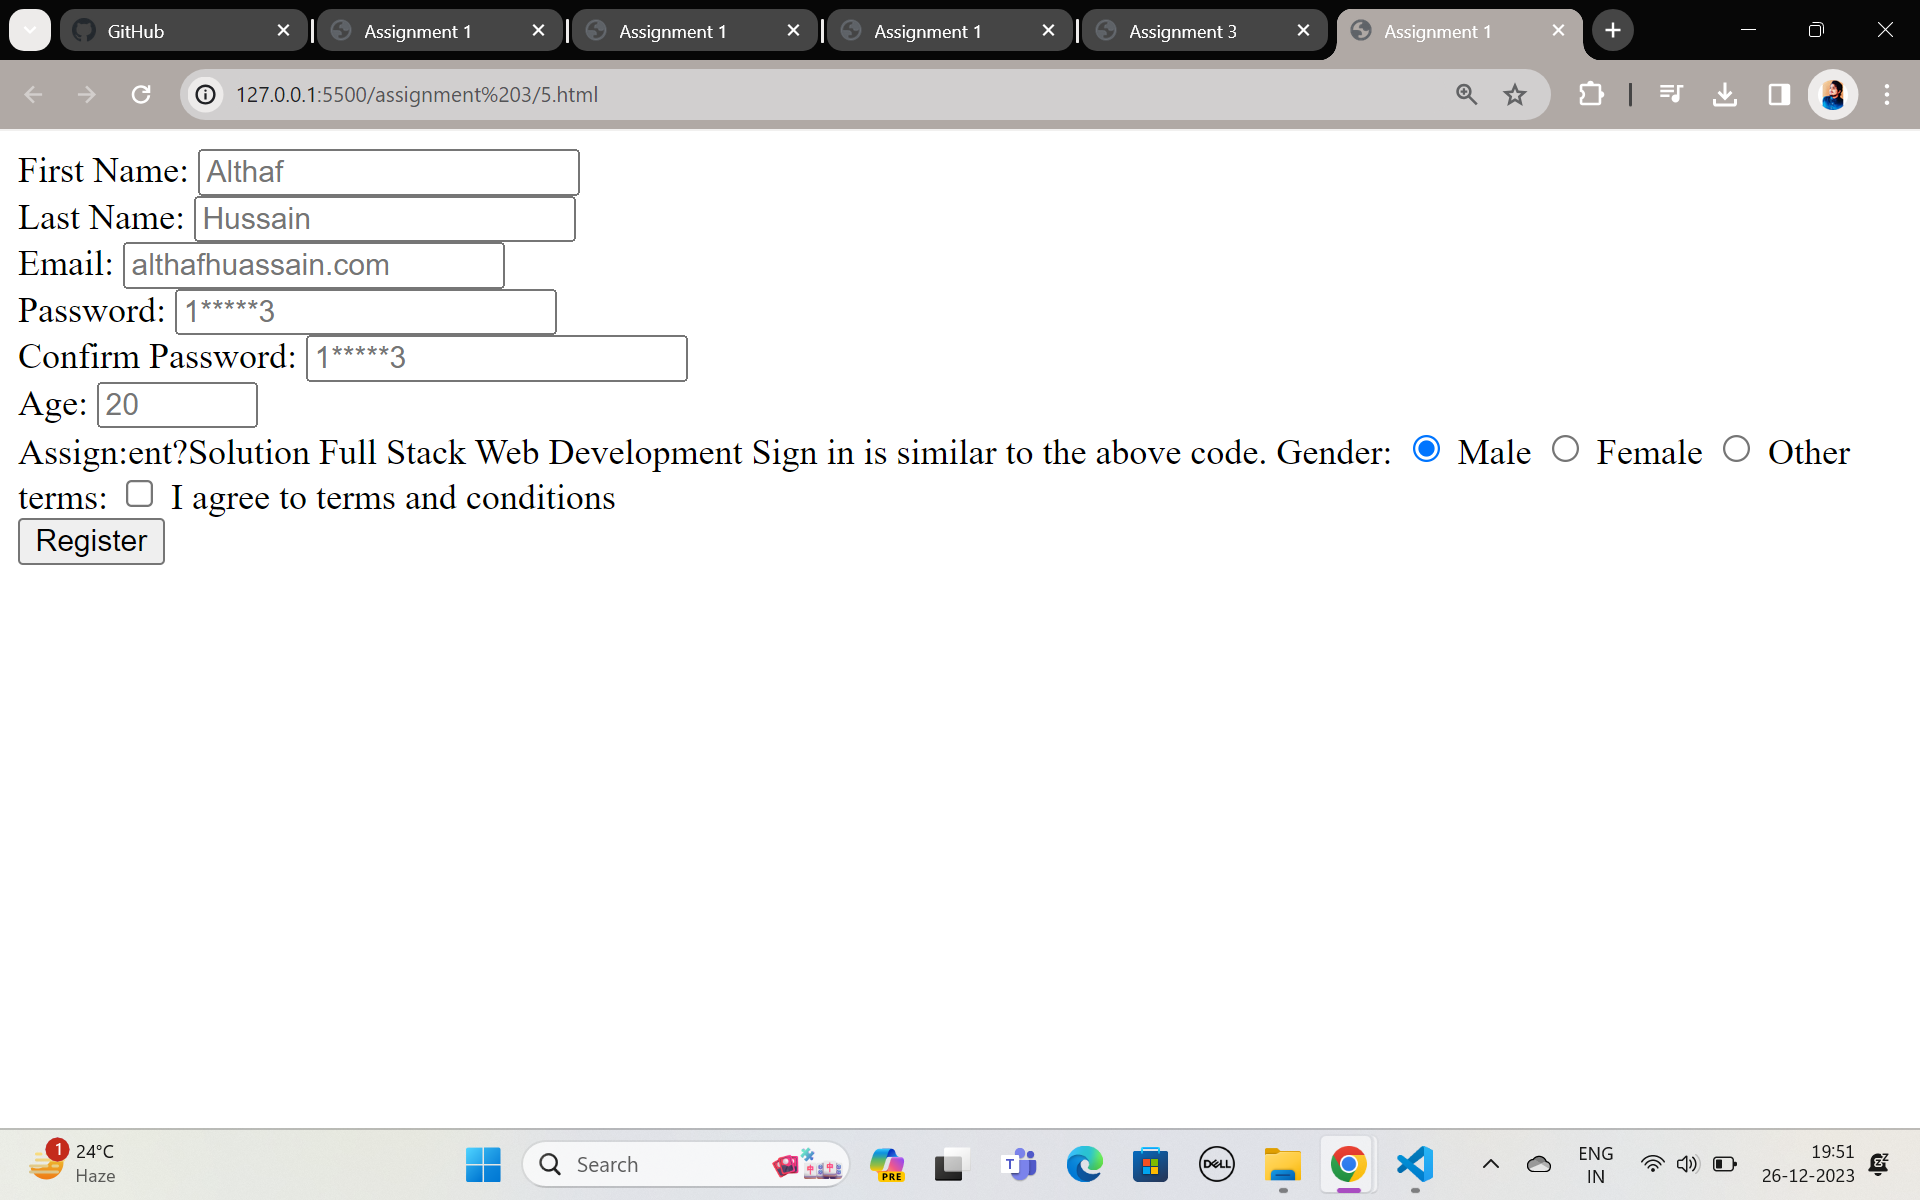 GitHub
Assignment 1
Assignment 1
Assignment 1
Assignment 3
Assignment 1
127.0.0.1:5500/assignment%203/5.html
First Name: Althaf
Last Name: Hussain
Email: althafhuassain.com
Password: 1*****3
Confirm Password: 1*****3
Age: 20
Assign:ent?Solution Full Stack Web Development Sign in is similar to the above code. Gender: Male Female Other
terms: I agree to terms and conditions
Register
1
24°C
Haze
Search
PRE
T
DELL
ENG
IN
19:51
26-12-2023